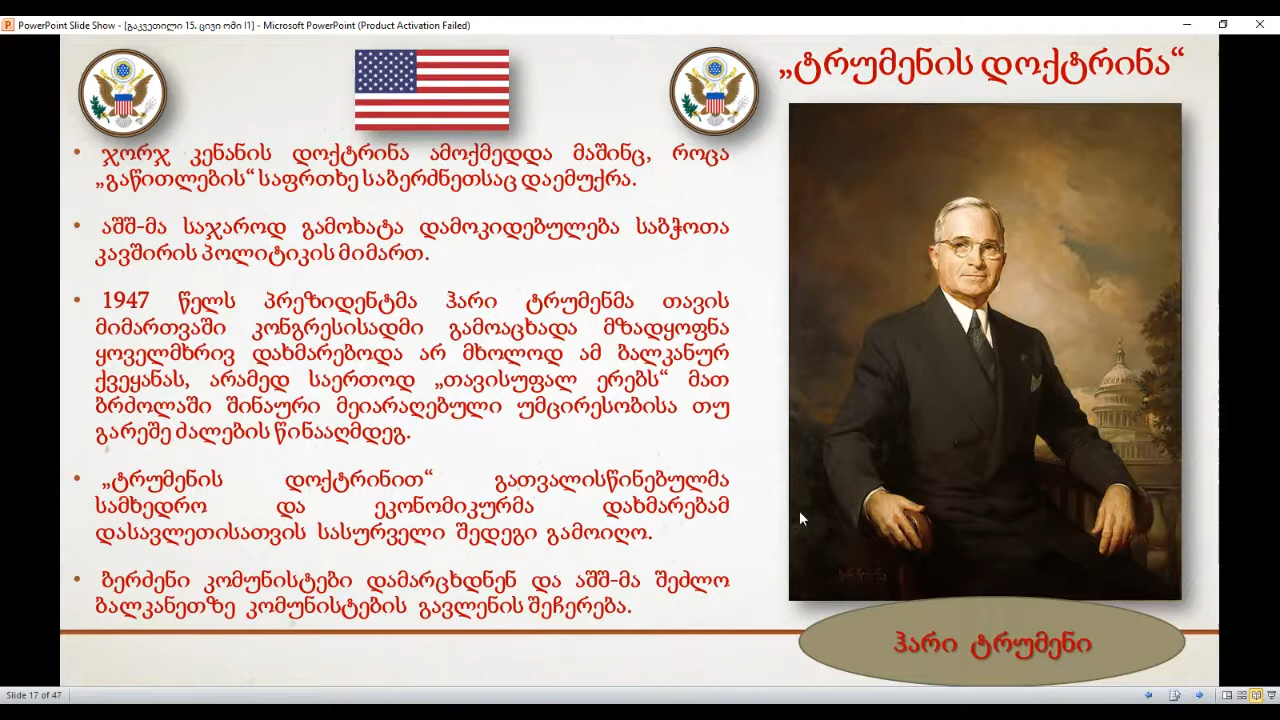 PowerPoint Slide Show - [გაკვეთილი 15. ცივი ომი I1] - Microsoft PowerPoint (Product Activation Failed)
„ტრუმენის დოქტრინა“
• ჯორჯ კენანის დოქტრინა ამოქმედდა მაშინც, როცა
„გაწითლების“ საფრთხე საბერძნეთსაც დაემუქრა.
• აშშ-მა საჯაროდ გამოხატა დამოკიდებულება საბჭოთა
კავშირის პოლიტიკის მიმართ.
• 1947 წელს პრეზიდენტმა ჰარი ტრუმენმა თავის
მიმართვაში კონგრესისადმი გამოაცხადა მზადყოფნა
ყოველმხრივ დახმარებოდა არ მხოლოდ ამ ბალკანურ
ქვეყანას, არამედ საერთოდ „თავისუფალ ერებს“ მათ
ბრძოლაში შინაური მეიარაღებული უმცირესობისა თუ
გარეშე ძალების წინააღმდეგ.
• „ტრუმენის დოქტრინით“ გათვალისწინებულმა
სამხედრო და ეკონომიკურმა დახმარებამ
დასავლეთისათვის სასურველი შედეგი გამოიღო.
• ბერძენი კომუნისტები დამარცხდნენ და აშშ-მა შეძლო
ბალკანეთზე კომუნისტების გავლენის შეჩერება.
ჰარი ტრუმენი
Slide 17 of 47